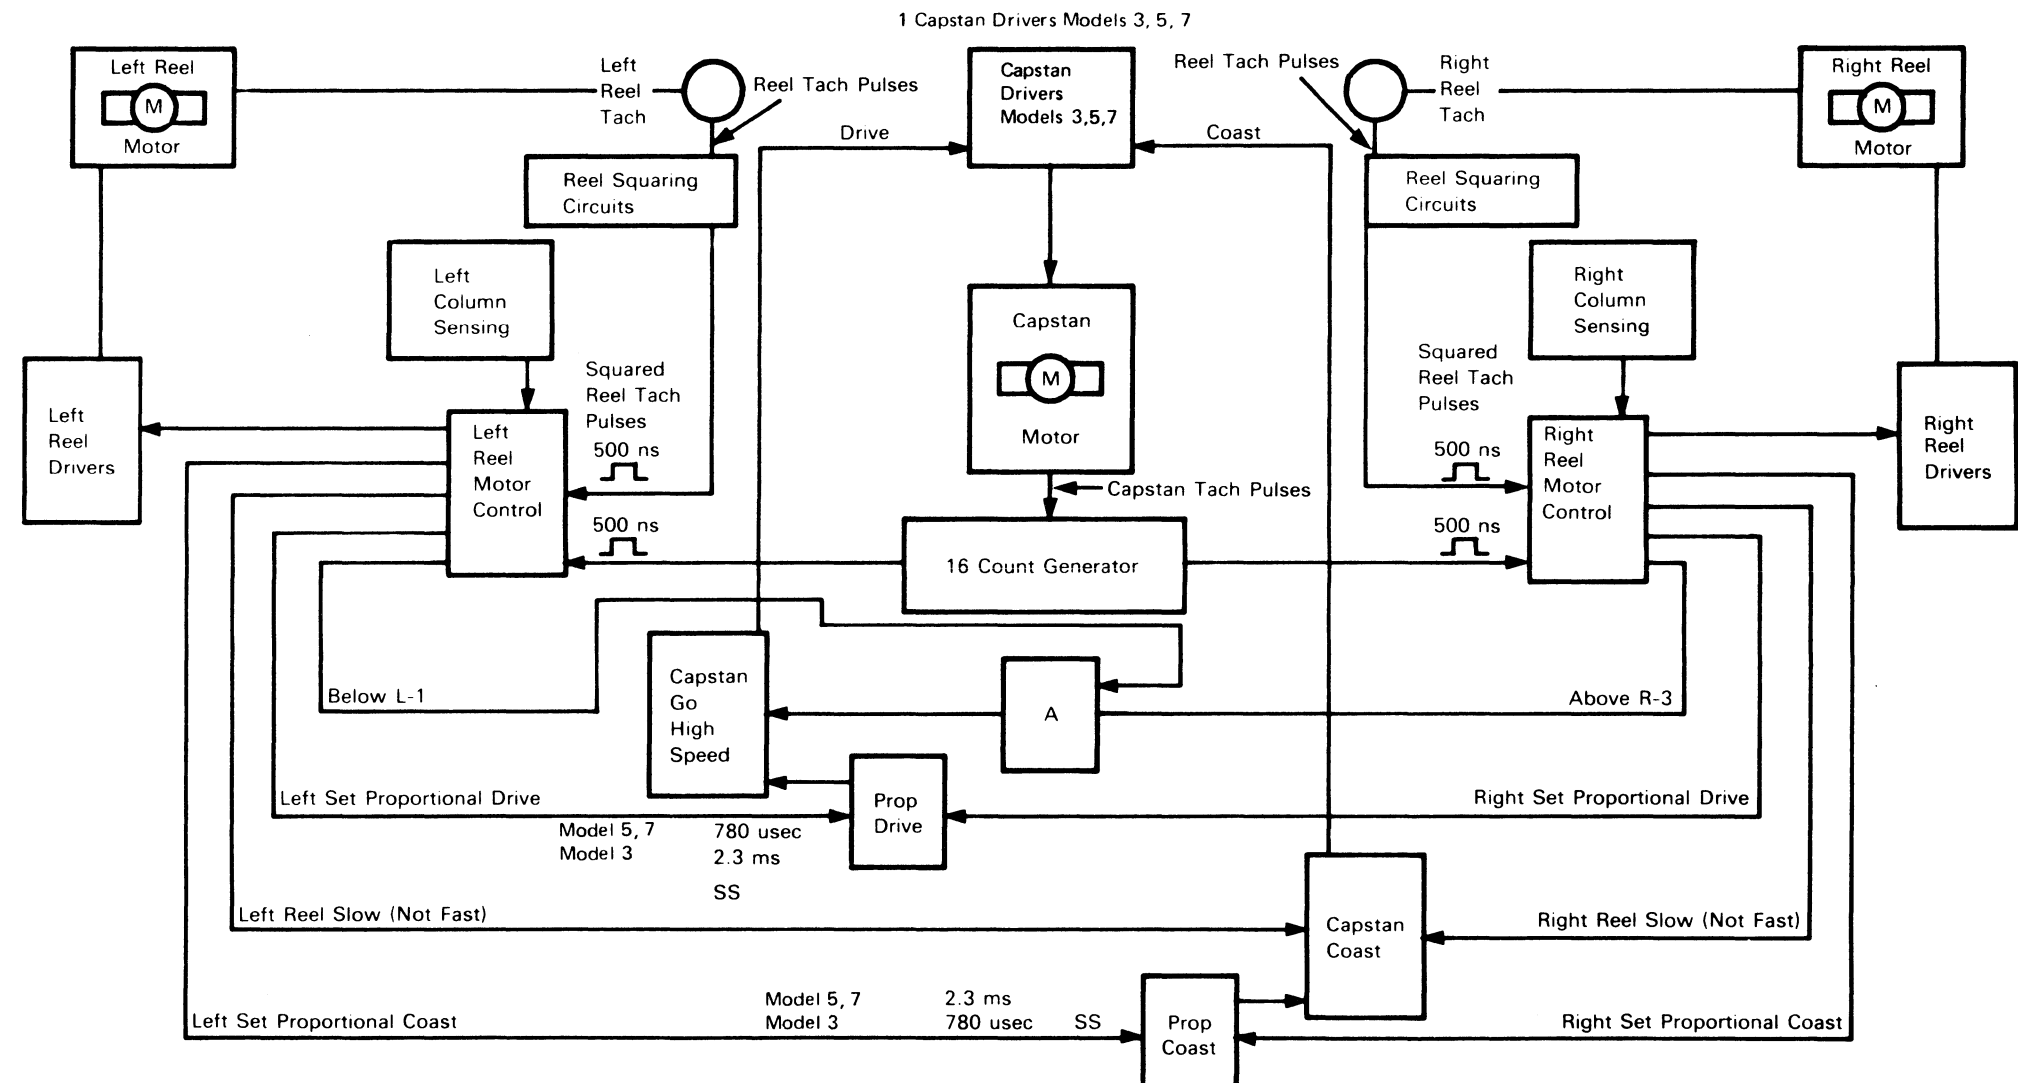 1 Capstan Drivers Models 3, 5, 7
Left Reel
M
Motor
Left
Reel
Tach
Reel Tach Pulses
Capstan
Drivers
Models 3,5,7
Reel Tach Pulses
Right
Reel
Tach
Right Reel
M
Motor
Drive
Coast
Reel Squaring
Circuits
Reel Squaring
Circuits
Left
Column
Sensing
Right
Column
Sensing
Capstan
M
Motor
Squared
Reel Tach
Pulses
500 ns
500 ns
Squared
Reel Tach
Pulses
500 ns
500 ns
Left
Reel
Drivers
Left
Reel
Motor
Control
Right
Reel
Motor
Control
Right
Reel
Drivers
Capstan Tach Pulses
16 Count Generator
Below L-1
Capstan
Go
High
Speed
A
Above R-3
Left Set Proportional Drive
Prop
Drive
Right Set Proportional Drive
Model 5, 7 780 usec
Model 3 2.3 ms
SS
Left Reel Slow (Not Fast)
Capstan
Coast
Right Reel Slow (Not Fast)
Model 5, 7 2.3 ms
Model 3 780 usec SS
Left Set Proportional Coast
Prop
Coast
Right Set Proportional Coast